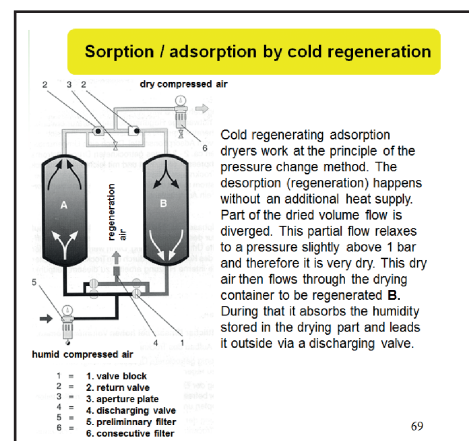 Sorption / adsorption by cold regeneration
dry compressed air
2 3 2
6
A
B
regeneration
air
5
4 1
humid compressed air
Cold regenerating adsorption
dryers work at the principle of the
pressure change method. The
desorption (regeneration) happens
without an additional heat supply.
Part of the dried volume flow is
diverged. This partial flow relaxes
to a pressure slightly above 1 bar
and therefore it is very dry. This dry
air then flows through the drying
container to be regenerated B.
During that it absorbs the humidity
stored in the drying part and leads
it outside via a discharging valve.
1 = 1. valve block
2 = 2. return valve
3 = 3. aperture plate
4 = 4. discharging valve
5 = 5. preliminnary filter
6 = 6. consecutive filter
69